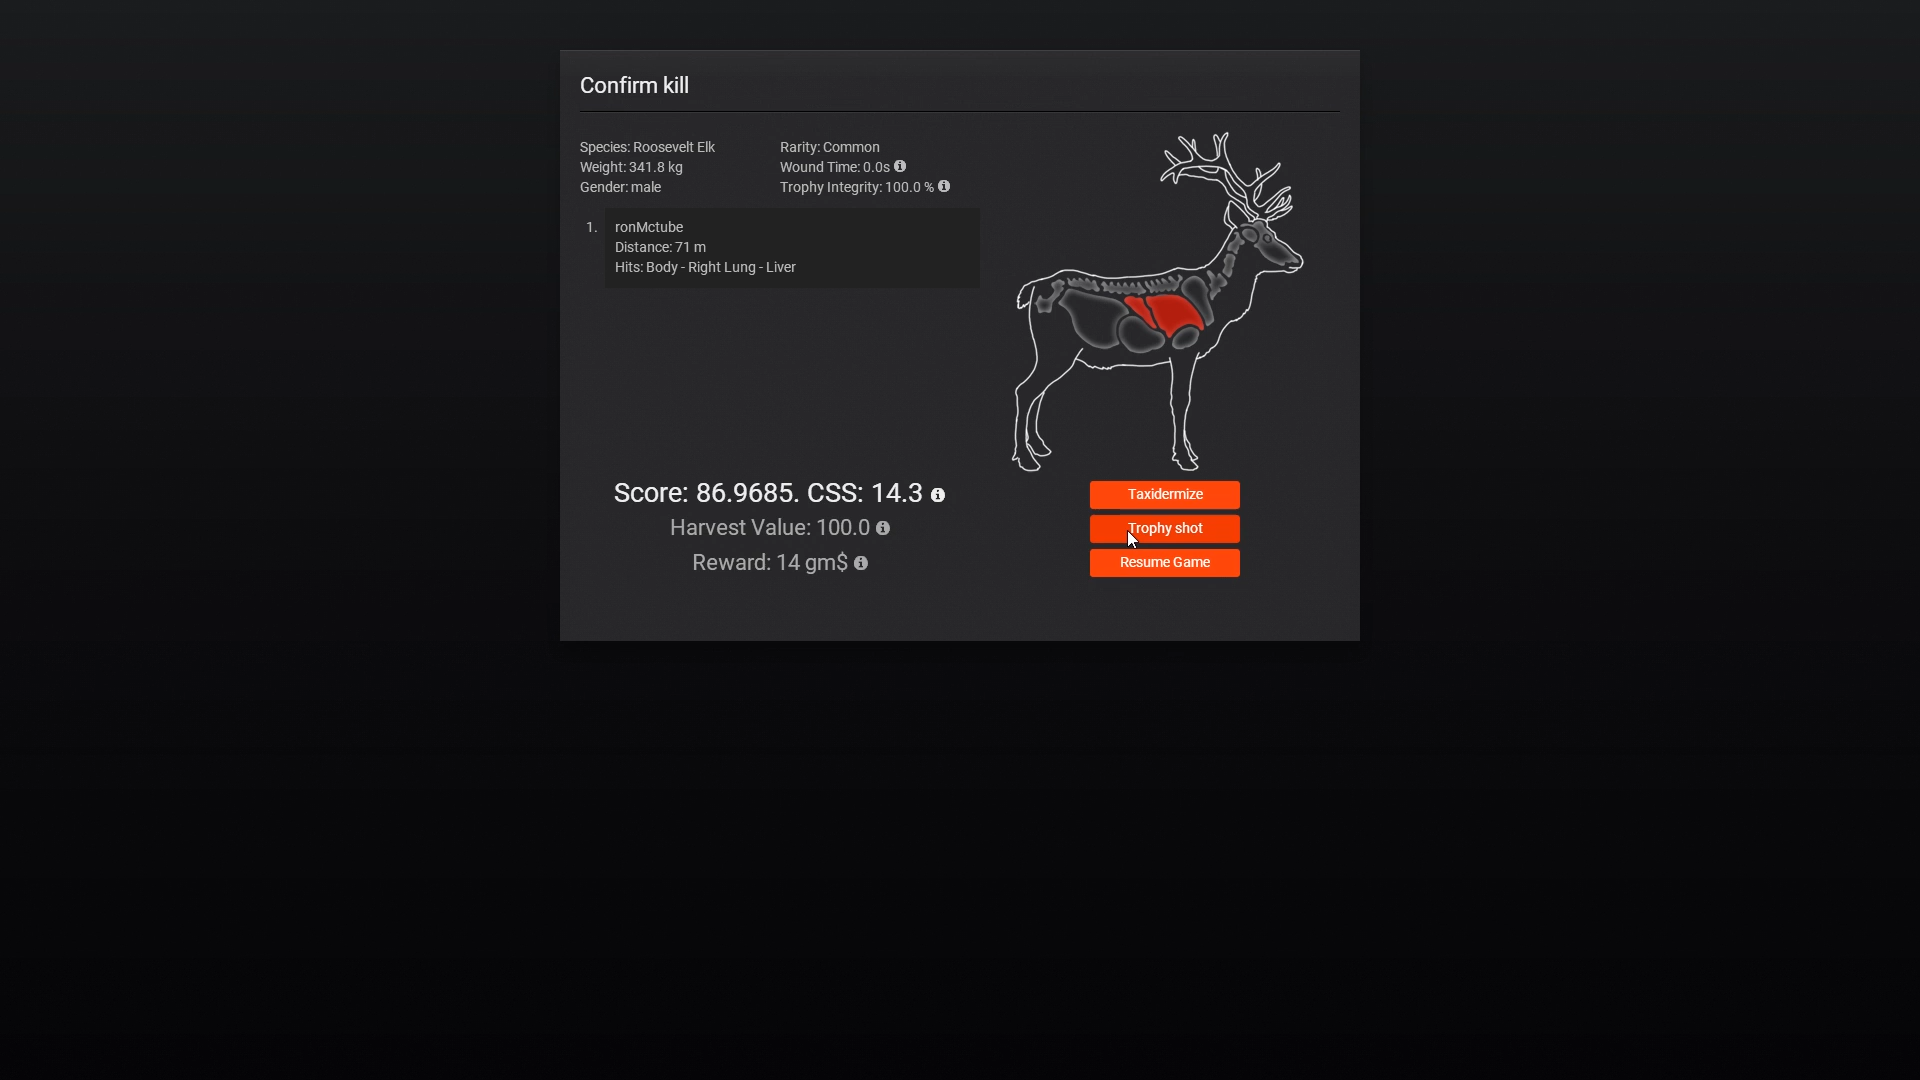 Confirm kill
Species: Roosevelt Elk
Weight: 341.8 kg
Gender: male
Rarity: Common
Wound Time: 0.0s
Trophy Integrity: 100.0 %
1.
ronMctube
Distance: 71 m
Hits: Body - Right Lung - Liver
Score: 86.9685. CSS: 14.3
Harvest Value: 100.0
Reward: 14 gm$
Taxidermize
Trophy shot
Resume Game